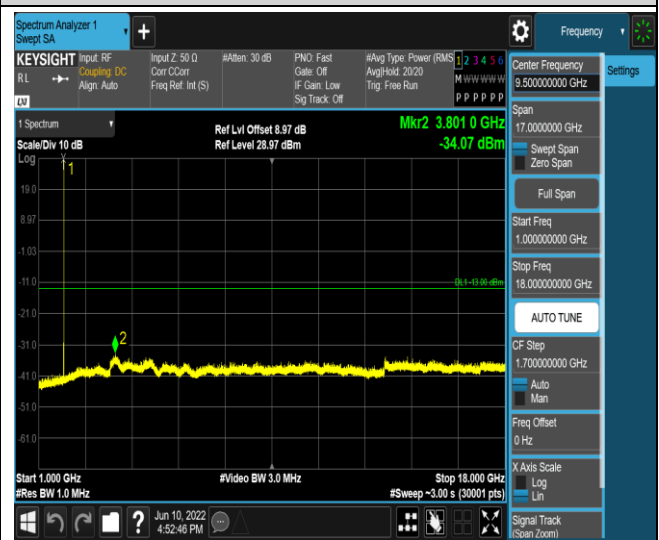 Spectrum Analyzer 1
Swept SA
+
Frequency
KEYSIGHT
RL
LXI
Input: RF
Coupling: DC
Align: Auto
Input Z: 50 Ω
Corr CCorr
Freq Ref: Int (S)
#Atten: 30 dB
PNO: Fast
Gate: Off
IF Gain: Low
Sig Track: Off
#Avg Type: Power (RMS
Avg|Hold: 20/20
Trig: Free Run
1 2 3 4 5 6
M W W W W W
P P P P P P
Center Frequency
9.500000000 GHz
Settings
1 Spectrum
Scale/Div 10 dB
Log
Ref Lvl Offset 8.97 dB
Ref Level 28.97 dBm
Mkr2 3.801 0 GHz
-34.07 dBm
Span
17.0000000 GHz
Swept Span
Zero Span
Full Span
Start Freq
1.000000000 GHz
Stop Freq
18.000000000 GHz
AUTO TUNE
CF Step
1.700000000 GHz
Auto
Man
Freq Offset
0 Hz
X Axis Scale
Log
Lin
Signal Track
(Span Zoom)
1
19.0
8.97
-1.03
-11.0
DL1 -13.00 dBm
-21.0
-31.0
2
-41.0
-51.0
-61.0
Start 1.000 GHz
#Res BW 1.0 MHz
#Video BW 3.0 MHz
Stop 18.000 GHz
#Sweep ~3.00 s (30001 pts)
?
Jun 10, 2022
4:52:46 PM